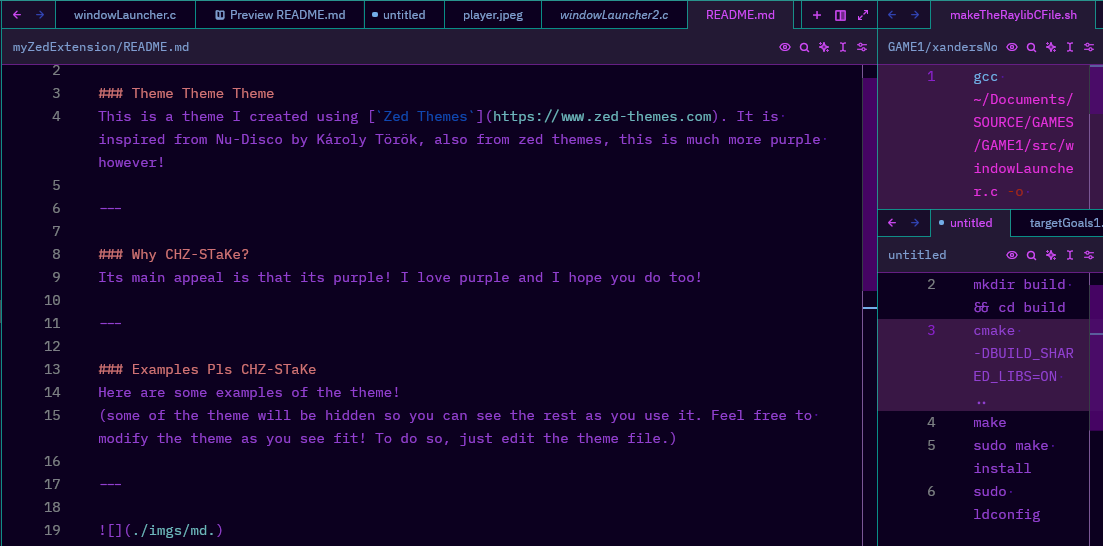 windowLauncher.c
Preview README.md
untitled
player.jpeg
windowLauncher2.c
README.md
myZedExtension/README.md
2
3 ### Theme Theme Theme
4 This is a theme I created using [`Zed Themes`](https://www.zed-themes.com). It is
inspired from Nu-Disco by Károly Török, also from zed themes, this is much more purple
however!
5
6 ---
7
8 ### Why CHZ-STaKe?
9 Its main appeal is that its purple! I love purple and I hope you do too!
10
11 ---
12
13 ### Examples Pls CHZ-STaKe
14 Here are some examples of the theme!
15 (some of the theme will be hidden so you can see the rest as you use it. Feel free to
modify the theme as you see fit! To do so, just edit the theme file.)
16
17 ---
18
19 ![](./imgs/md.)
makeTheRaylibCFile.sh
GAME1/xandersNo
1 gcc
~/Documents/
SOURCE/GAMES
/GAME1/src/w
indowLaunche
r.c -o
untitled
targetGoals1.
untitled
2 mkdir build
&& cd build
3 cmake
-DBUILD_SHAR
ED_LIBS=ON
..
4 make
5 sudo make
install
6 sudo
ldconfig